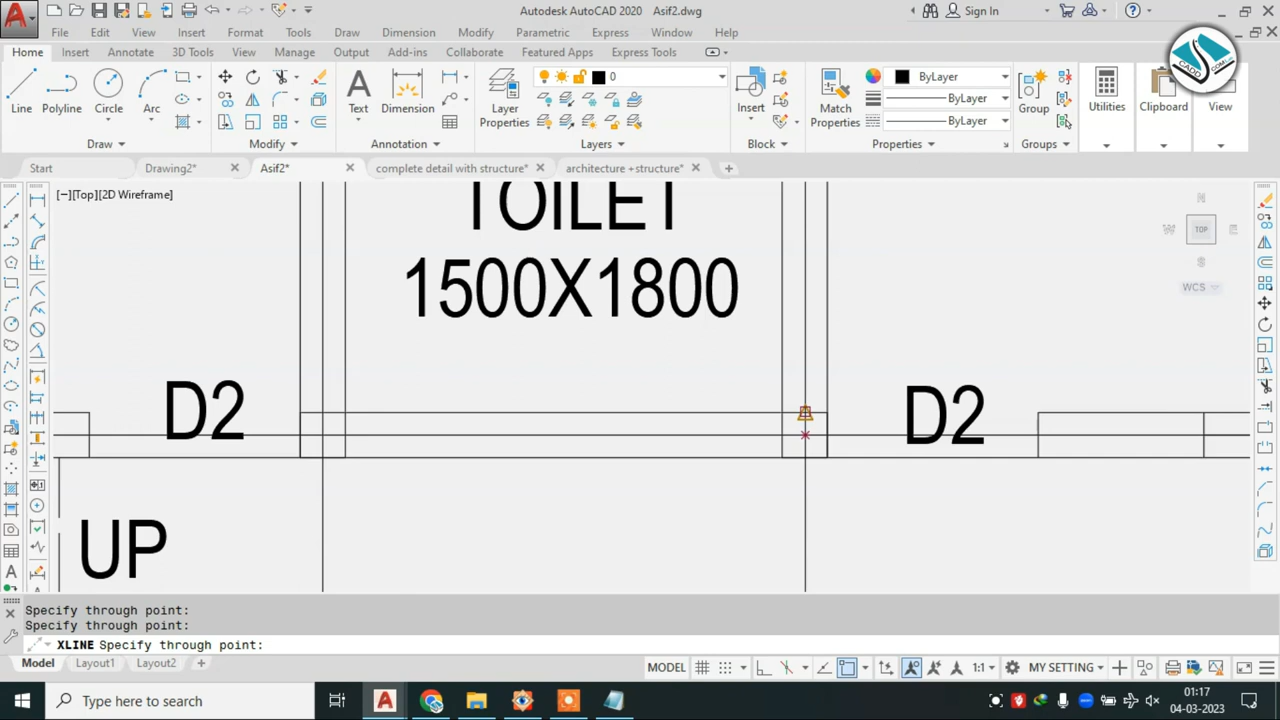 Autodesk AutoCAD 2020 Asif2.dwg
Sign In
File Edit View Insert Format Tools Draw Dimension Modify Parametric Express Window Help
Home Insert Annotate 3D Tools View Manage Output Add-ins Collaborate Featured Apps Express Tools
0
ByLayer
ByLayer
ByLayer
Line Polyline Circle Arc Text Dimension Layer Properties Insert Match Properties Group Utilities Clipboard View
Draw Modify Annotation Layers Block Properties Groups
Start Drawing2* Asif2* complete detail with structure* architecture +structure*
[−][Top][2D Wireframe]
N
W TOP E
S
WCS
TOILET
1500X1800
D2 D2
UP
Specify through point:
Specify through point:
XLINE Specify through point:
Model Layout1 Layout2
MODEL 1:1 MY SETTING
Type here to search
01:17
04-03-2023